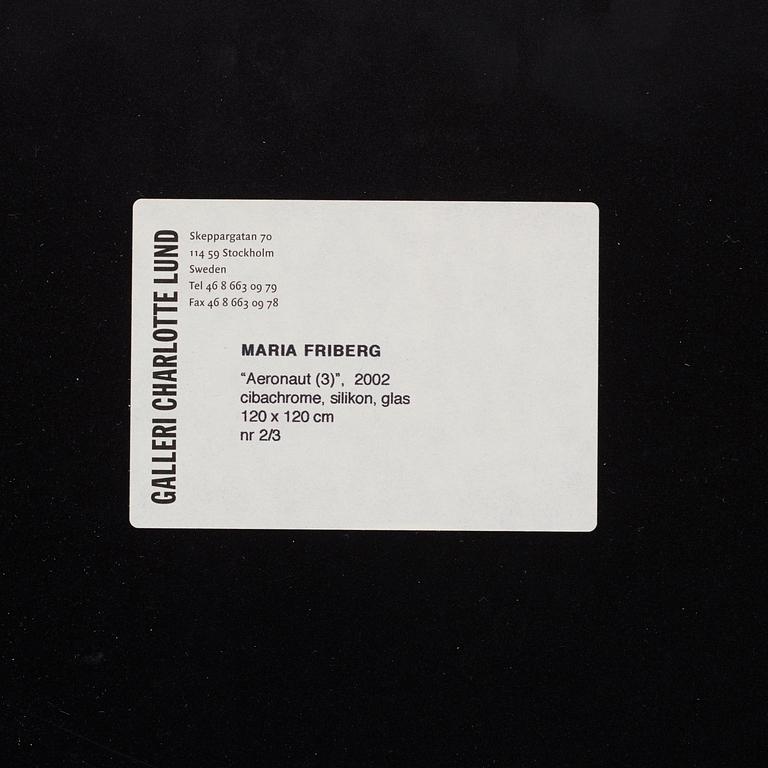 GALLERI CHARLOTTE LUND
Skeppargatan 70
114 59 Stockholm
Sweden
Tel 46 8 663 09 79
Fax 46 8 663 09 78
MARIA FRIBERG
“Aeronaut (3)”, 2002
cibachrome, silikon, glas
120 x 120 cm
nr 2/3